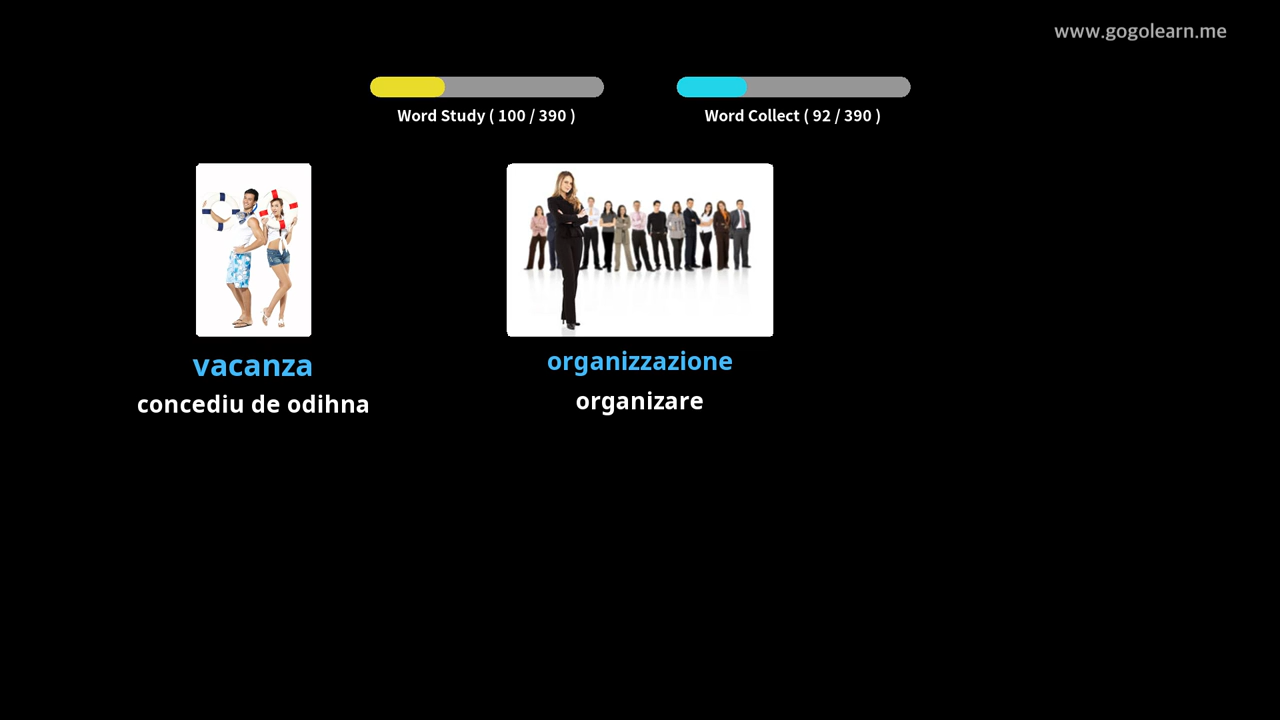 www.gogolearn.me
Word Study ( 100 / 390 )
Word Collect ( 92 / 390 )
vacanza
concediu de odihna
organizzazione
organizare